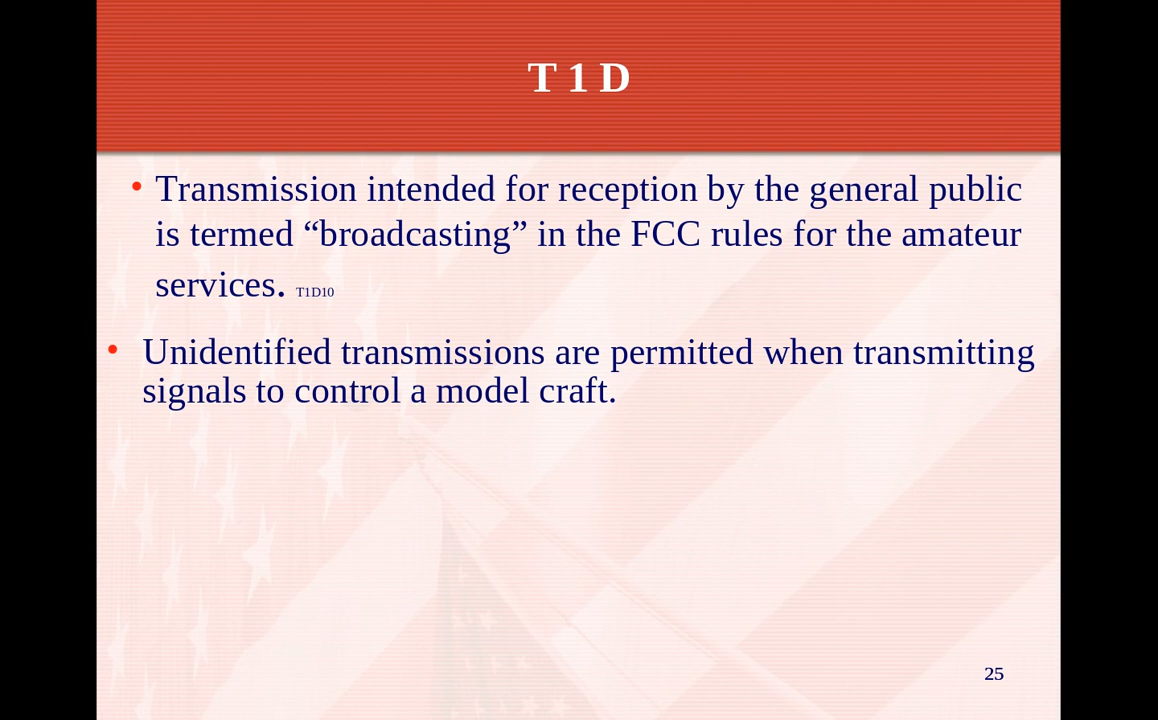 T 1 D
• Transmission intended for reception by the general public
is termed “broadcasting” in the FCC rules for the amateur
services. T1D10
• Unidentified transmissions are permitted when transmitting
signals to control a model craft.
25